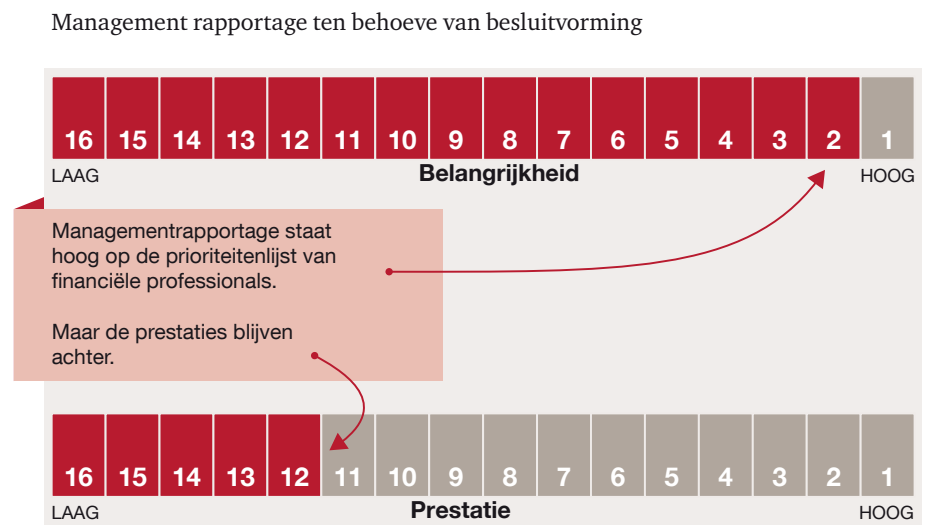 Management rapportage ten behoeve van besluitvorming
16 15 14 13 12 11 10 9 8 7 6 5 4 3 2 1
LAAG Belangrijkheid HOOG
Managementrapportage staat
hoog op de prioriteitenlijst van
financiële professionals.
Maar de prestaties blijven
achter.
16 15 14 13 12 11 10 9 8 7 6 5 4 3 2 1
LAAG Prestatie HOOG